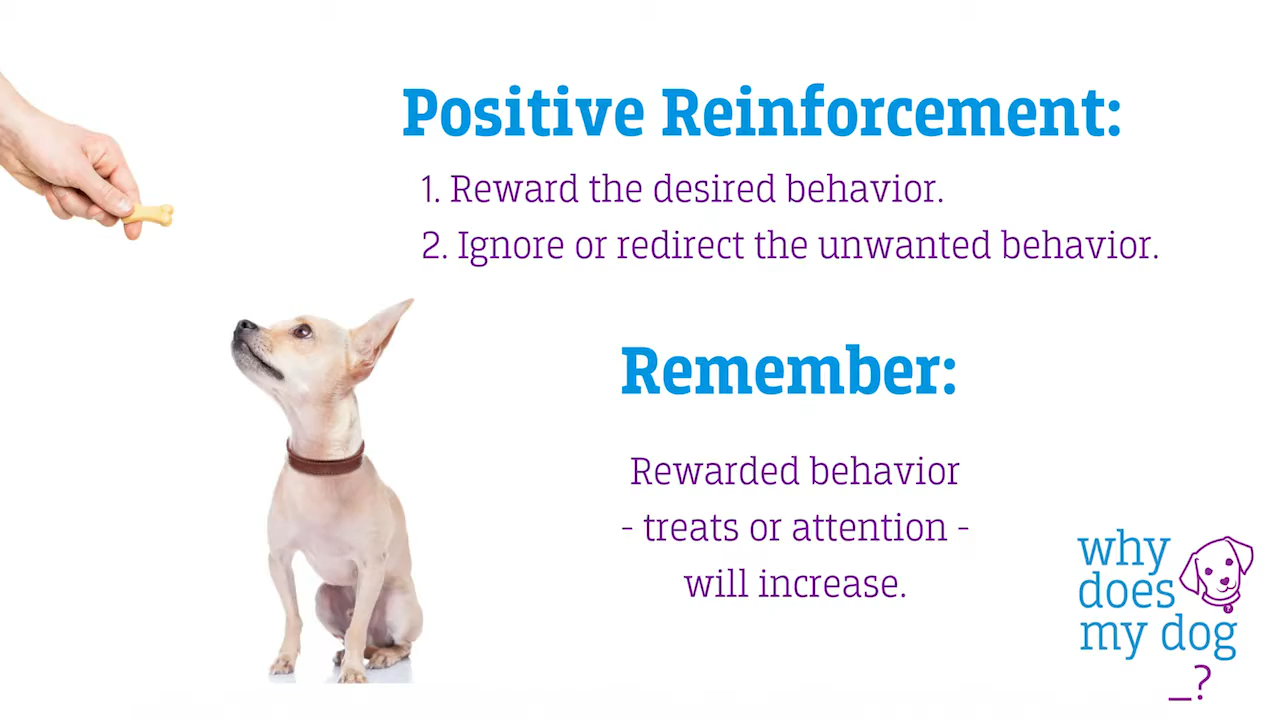 Positive Reinforcement:
1. Reward the desired behavior.
2. Ignore or redirect the unwanted behavior.
Remember:
Rewarded behavior
- treats or attention -
will increase.
why
does
my dog
_?